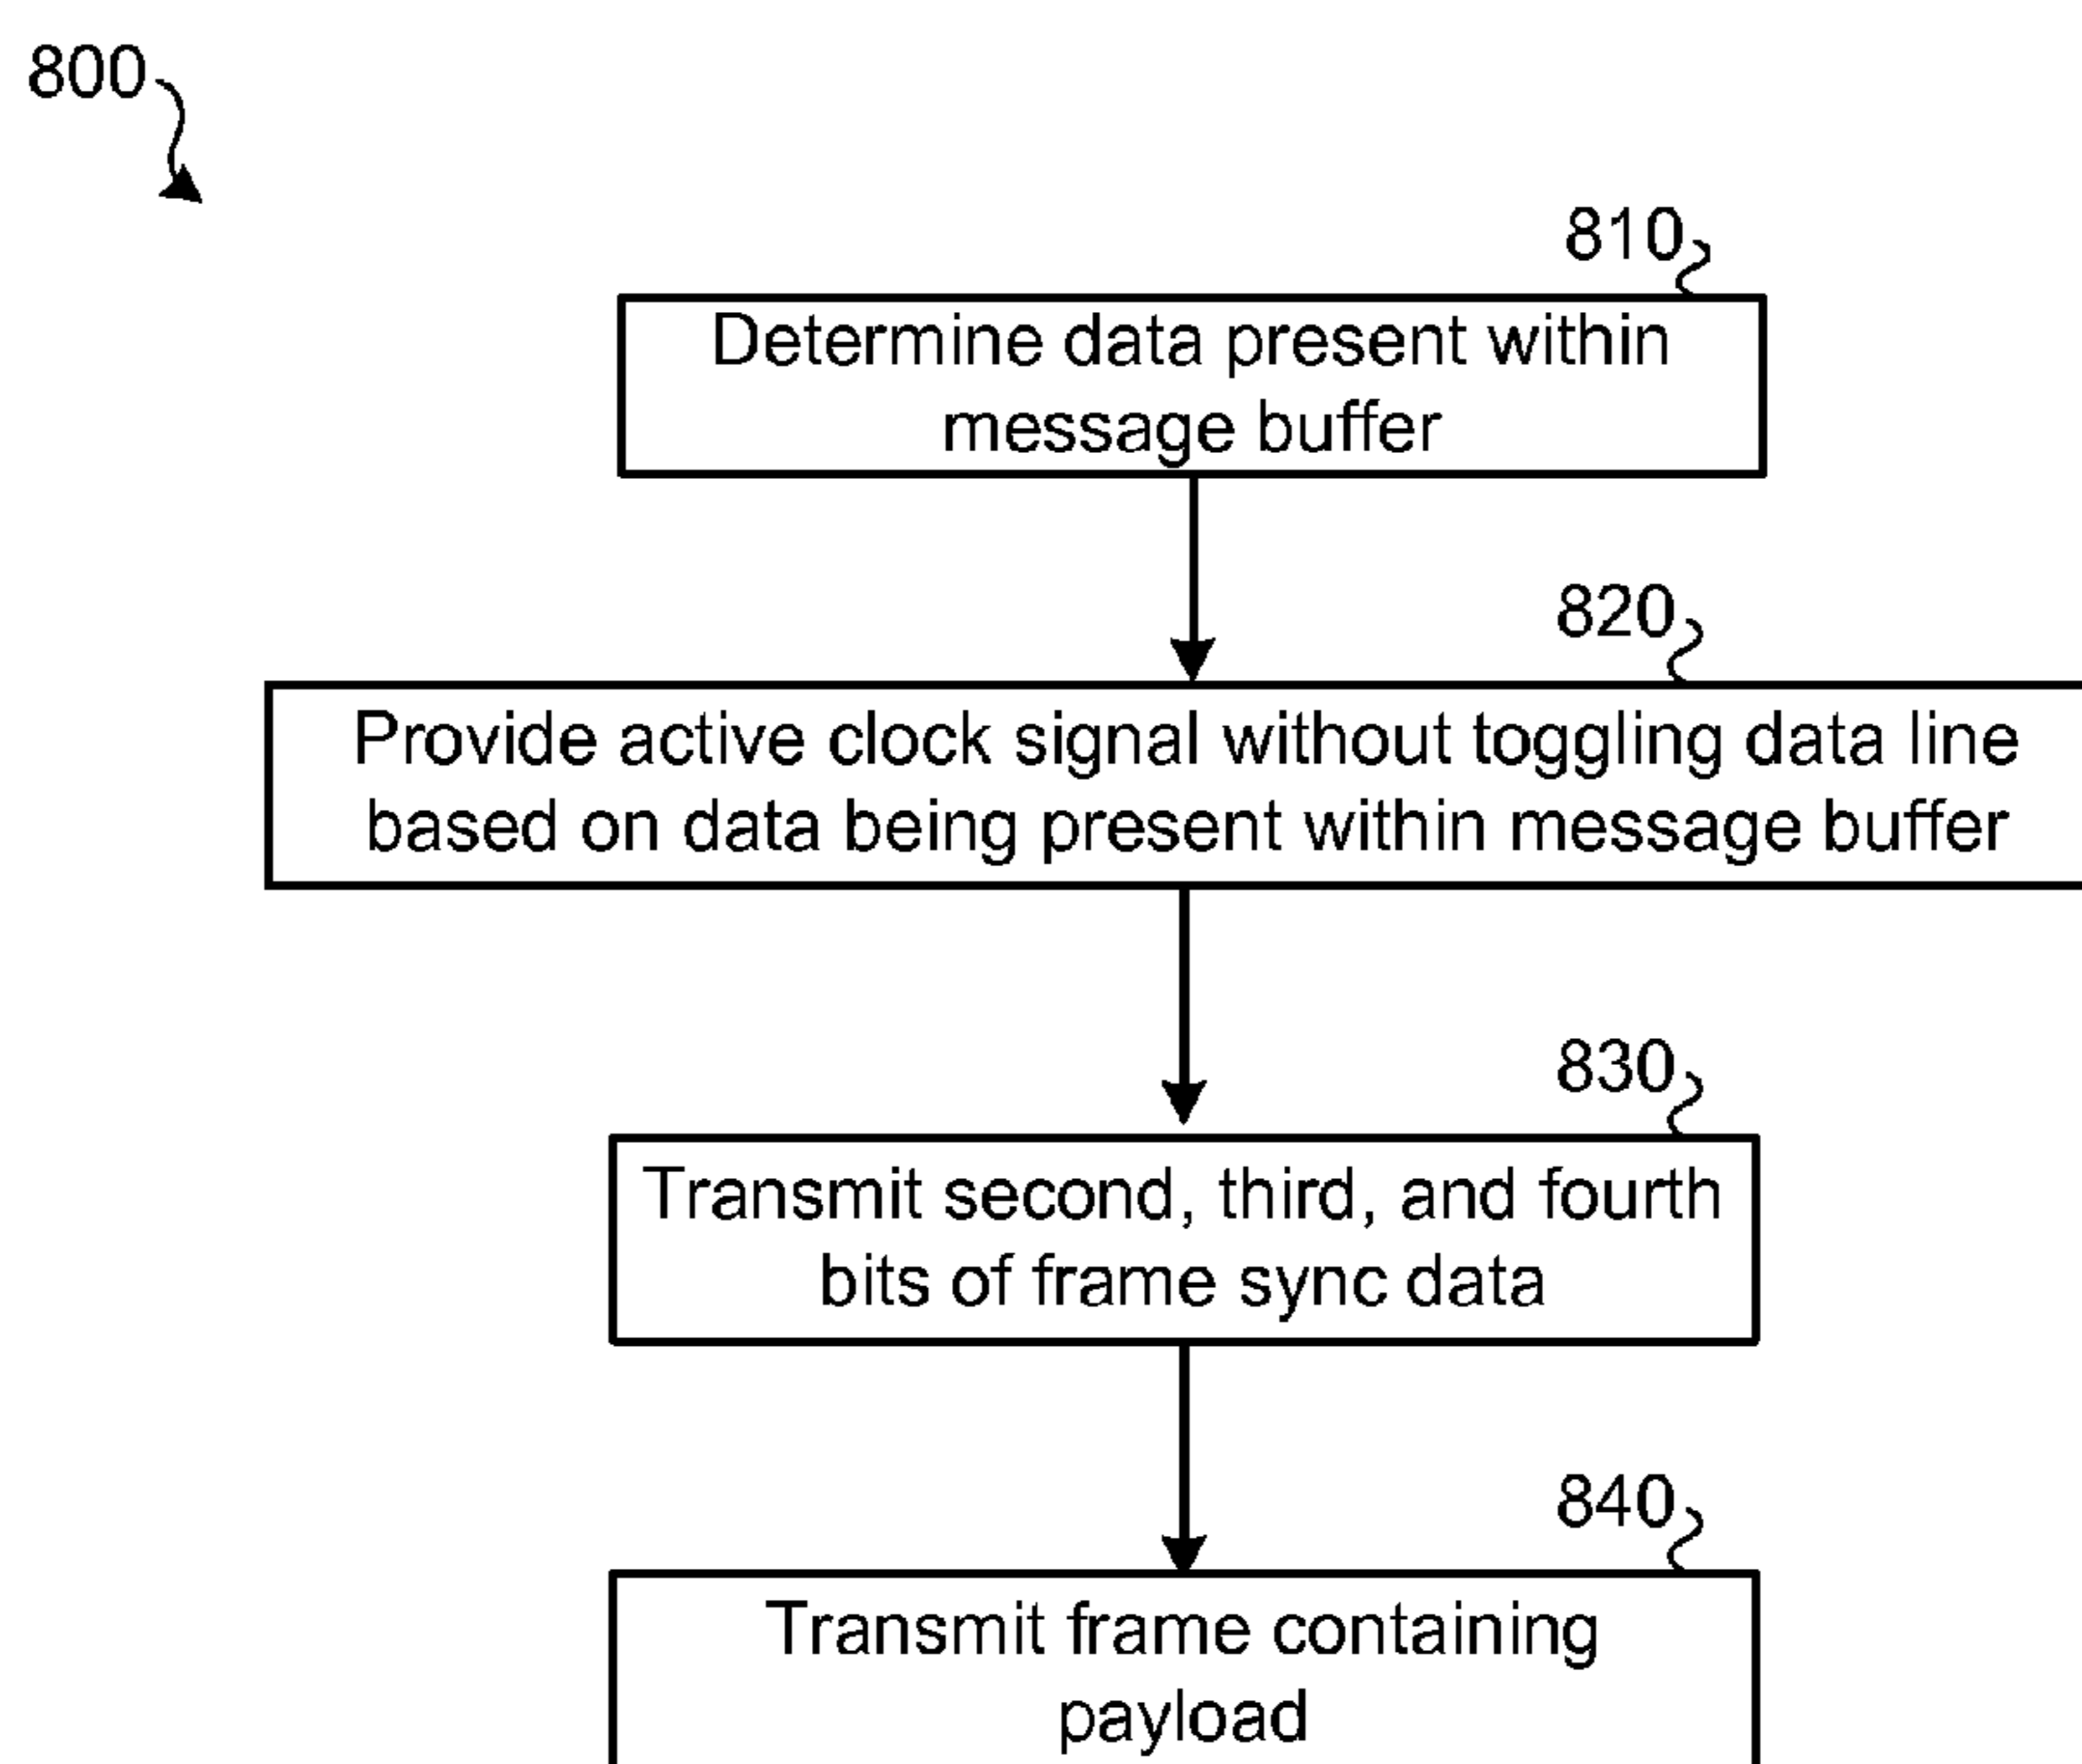 800
810
Determine data present within
message buffer
820
Provide active clock signal without toggling data line
based on data being present within message buffer
830
Transmit second, third, and fourth
bits of frame sync data
840
Transmit frame containing
payload